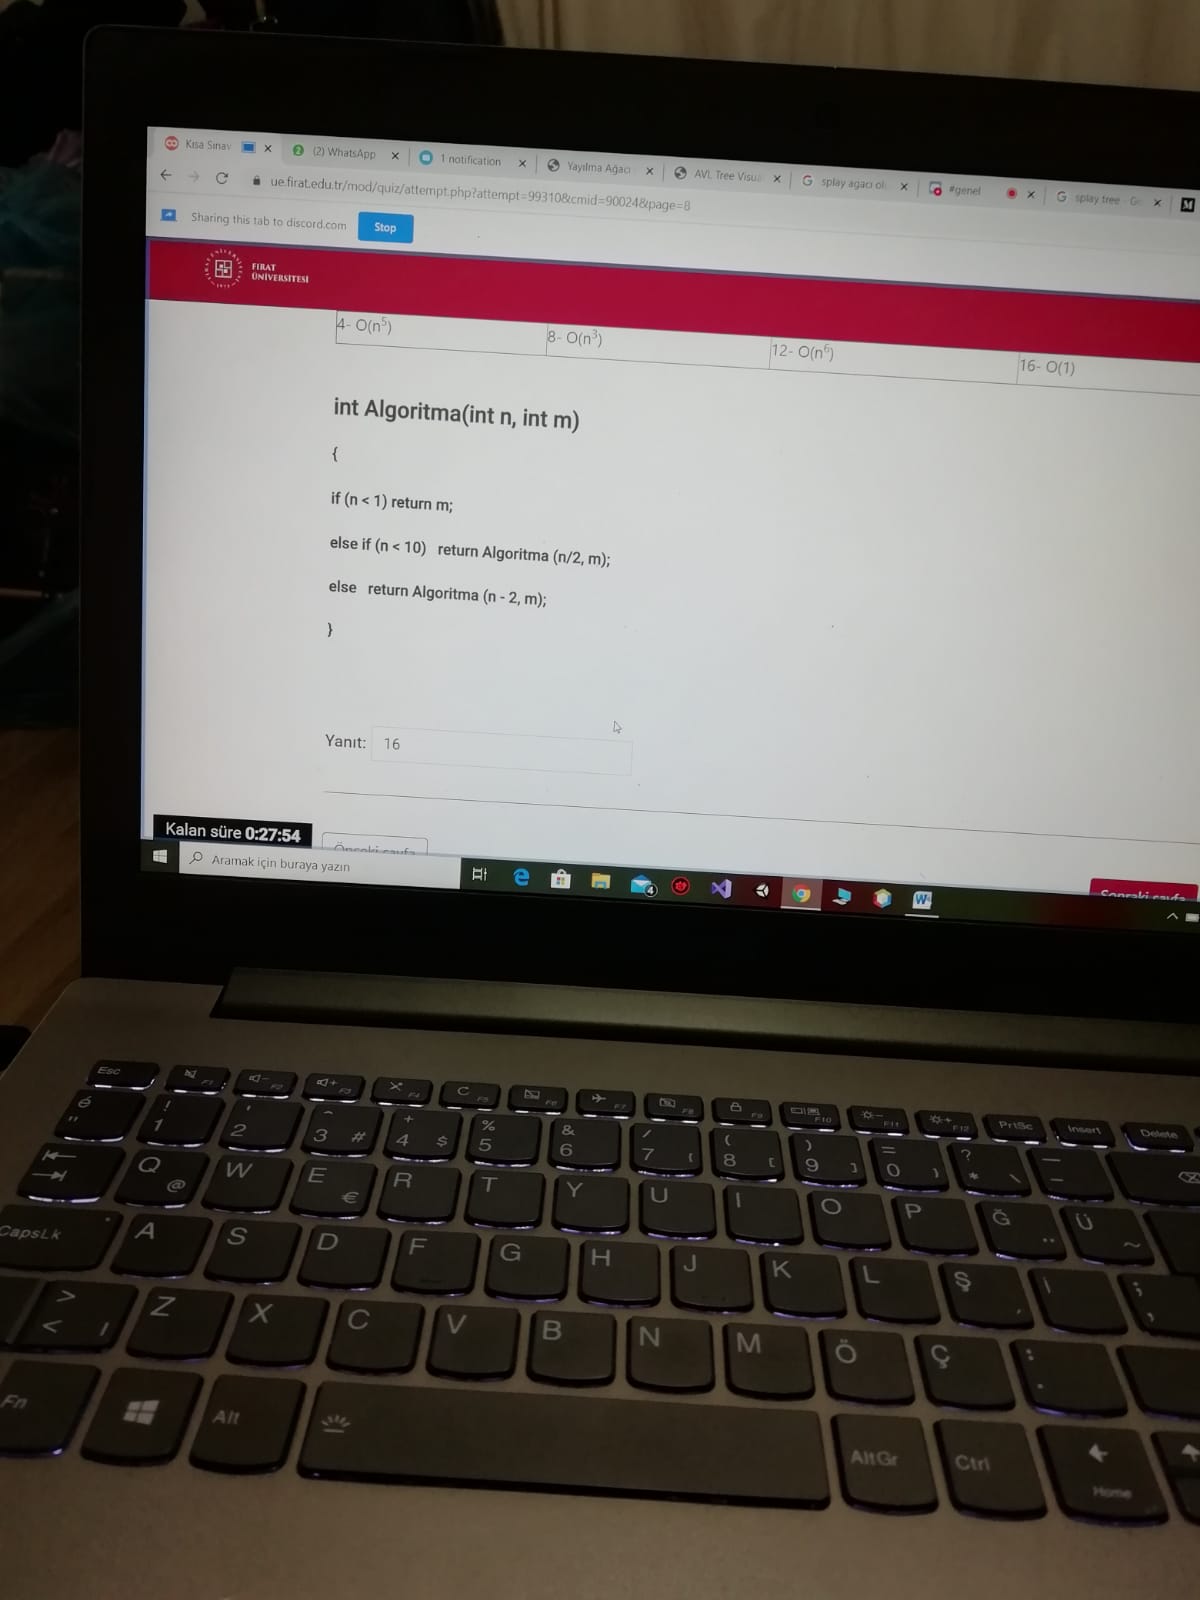 Kısa Sınav
(2) WhatsApp
1 notification
Yayılma Ağacı
AVL Tree Visua
splay agacı ol
#genel
splay tree - Go
ue.firat.edu.tr/mod/quiz/attempt.php?attempt=99310&cmid=90024&page=8
Sharing this tab to discord.com
Stop
FIRAT
ÜNİVERSİTESİ
4- O(n⁵)
8- O(n³)
12- O(n⁶)
16- O(1)
int Algoritma(int n, int m)
{
if (n < 1) return m;
else if (n < 10) return Algoritma (n/2, m);
else return Algoritma (n - 2, m);
}
Yanıt: 16
Kalan süre 0:27:54
Önceki sayfa
Sonraki sayfa
Aramak için buraya yazın
4
Esc F1 F2 F3 F4 F5 F6 F7 F8 F9 F10 F11 F12 PrtSc Insert Delete
é " ! 1 ' 2 ^ 3 # + 4 $ % 5 & 6 / 7 { ( 8 [ ) 9 ] = 0 } ? * \ _ -
Q @ W E € R T Y U I O P Ğ ¨ Ü ~
CapsLk A S D F G H J K L Ş ´ İ ; ,
> < | Z X C V B N M Ö Ç : .
Fn Alt AltGr Ctrl Home